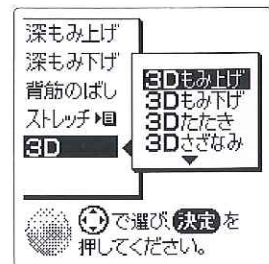 深もみ上げ
深もみ下げ
背筋のばし
ストレッチ
3D
3Dもみ上げ
3Dもみ下げ
3Dたたき
3Dさざなみ
で選び、決定を
押してください。